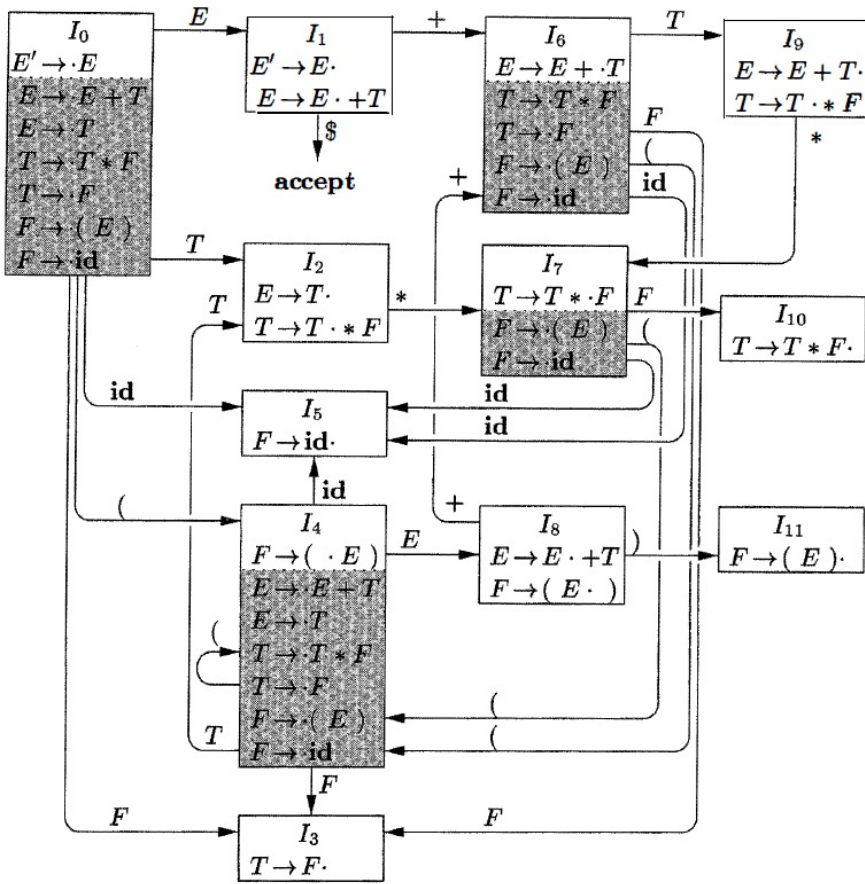 I₀
E′ → ·E
E → ·E + T
E → ·T
T → ·T * F
T → ·F
F → ·( E )
F → ·id
E
I₁
E′ → E·
E → E· + T
$
accept
+
I₆
E → E + ·T
T → ·T * F
T → ·F
F → ·( E )
F → ·id
T
I₉
E → E + T·
T → T· * F
*
F
(
id
+
T
I₂
E → T·
T → T· * F
T
*
I₇
T → T * ·F
F → ·( E )
F → ·id
F
(
I₁₀
T → T * F·
id
I₅
F → id·
id
id
id
(
I₄
F → ( · E )
E → ·E + T
E → ·T
T → ·T * F
T → ·F
F → ·( E )
F → ·id
(
T
E
+
I₈
E → E· + T
F → ( E· )
)
I₁₁
F → ( E )·
(
(
F
F
I₃
T → F·
F